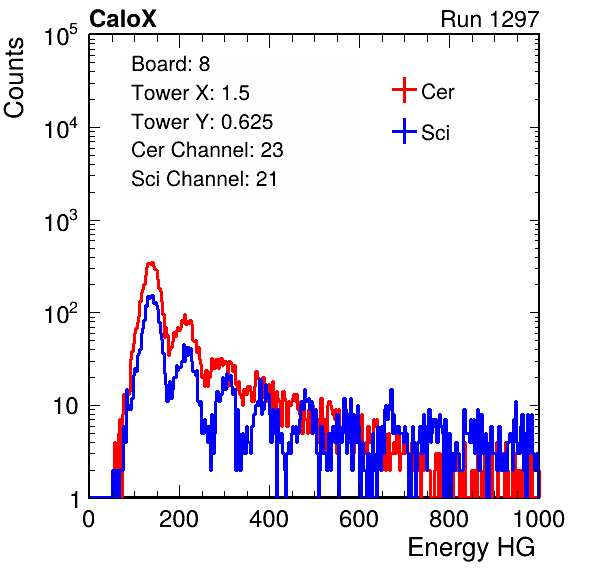 CaloX Run 1297
Counts
10^5
10^4
10^3
10^2
10
1
Board: 8
Tower X: 1.5
Tower Y: 0.625
Cer Channel: 23
Sci Channel: 21
Cer
Sci
0 200 400 600 800 1000
Energy HG